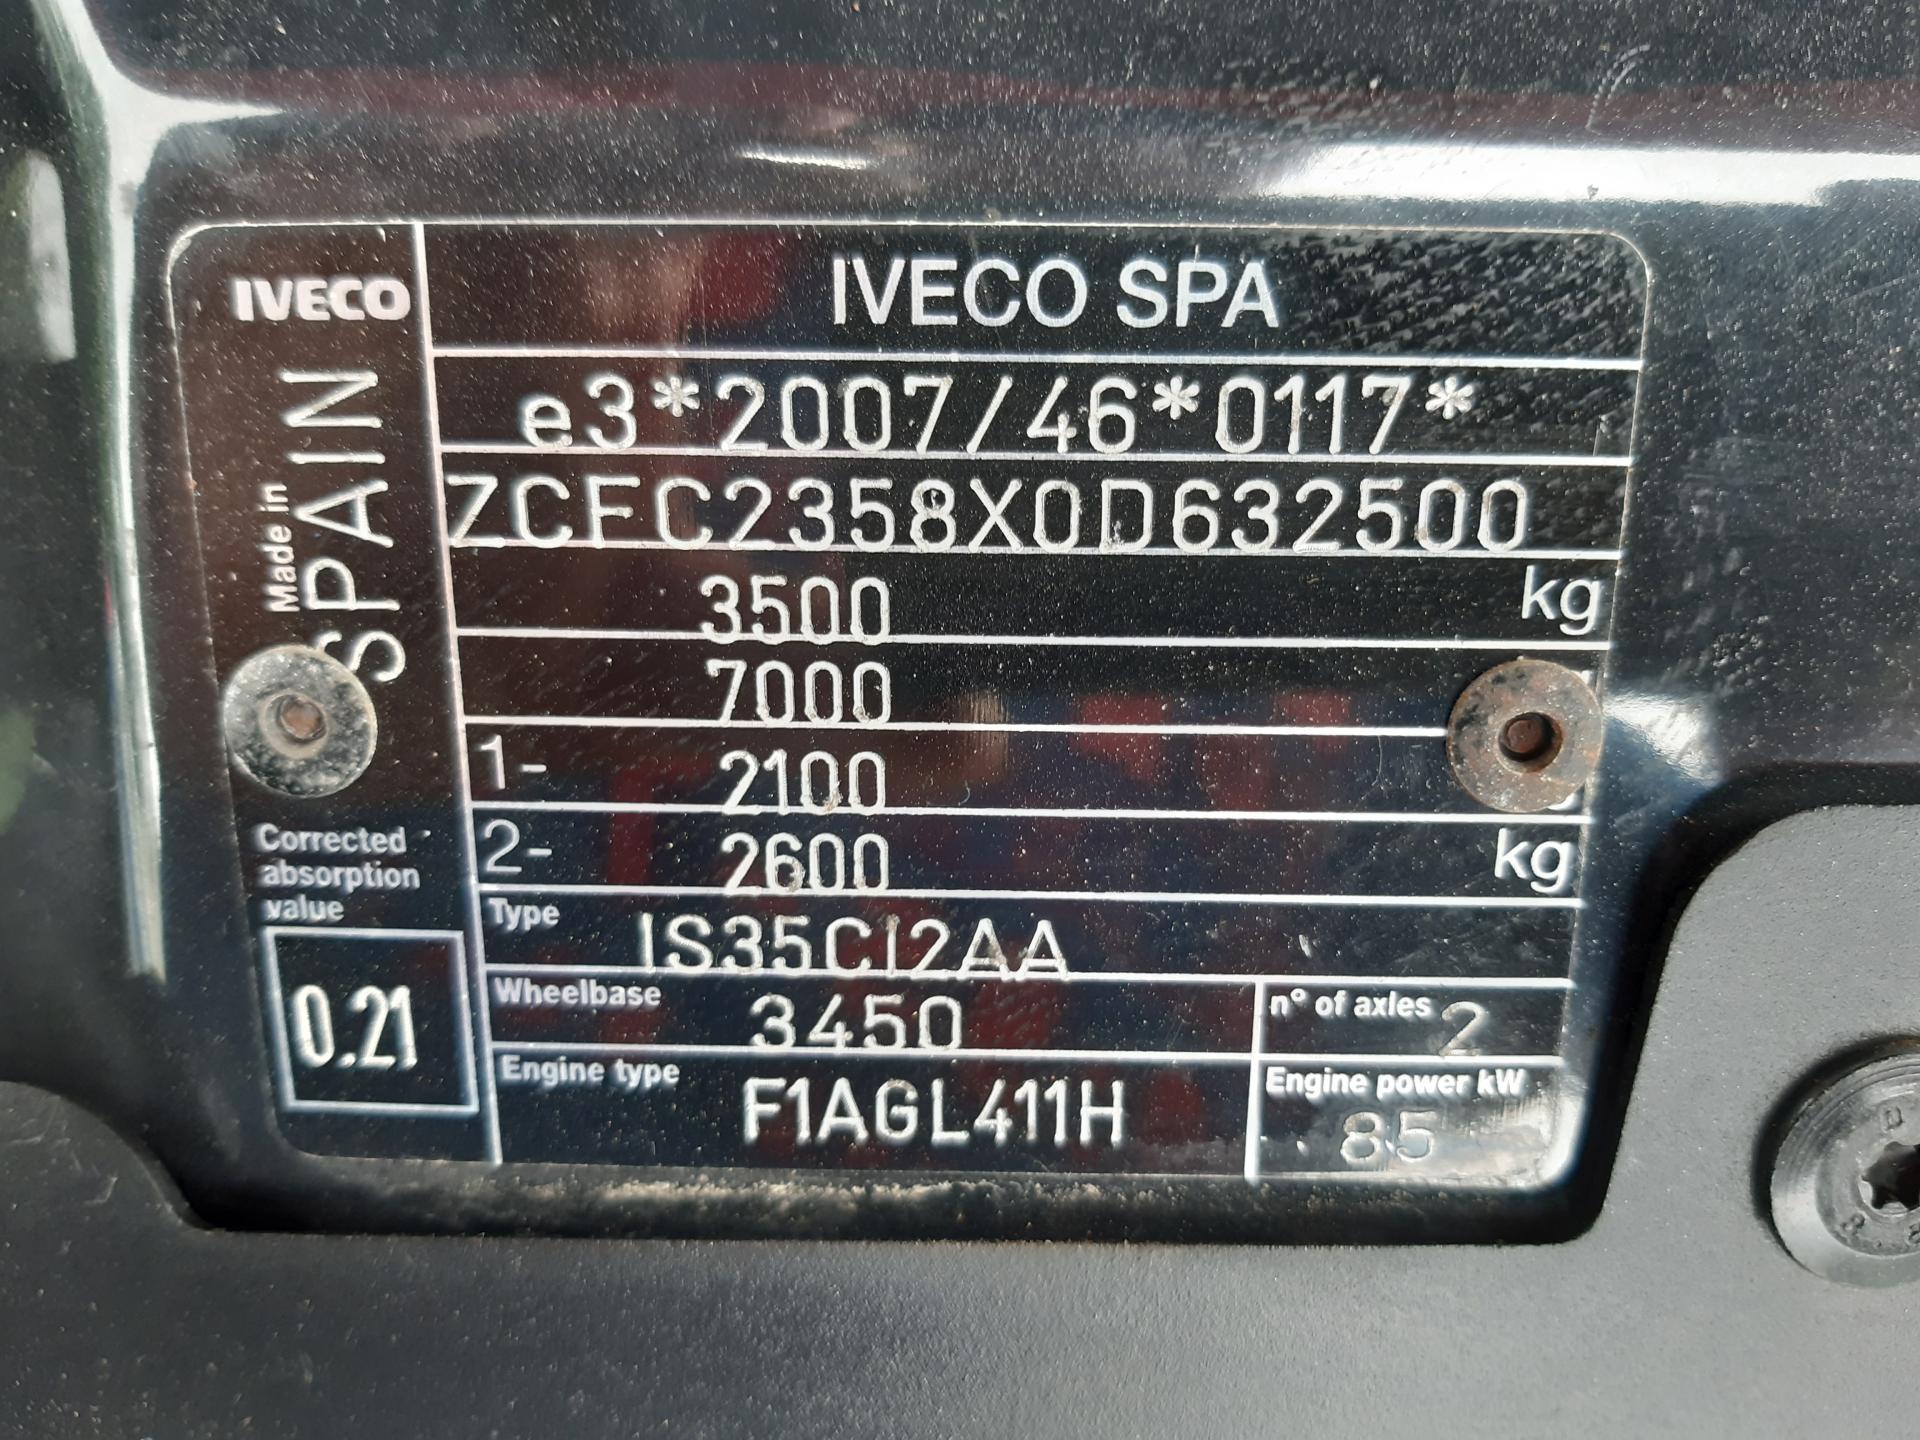 IVECO
IVECO SPA
e3*2007/46*0117*
ZCFC2358X0D632500
3500 kg
7000
1- 2100
2- 2600 kg
Type IS35CI2AA
Wheelbase 3450
n° of axles 2
Engine type F1AGL411H
Engine power kW 85
Made in
SPAIN
Corrected
absorption
value
0.21